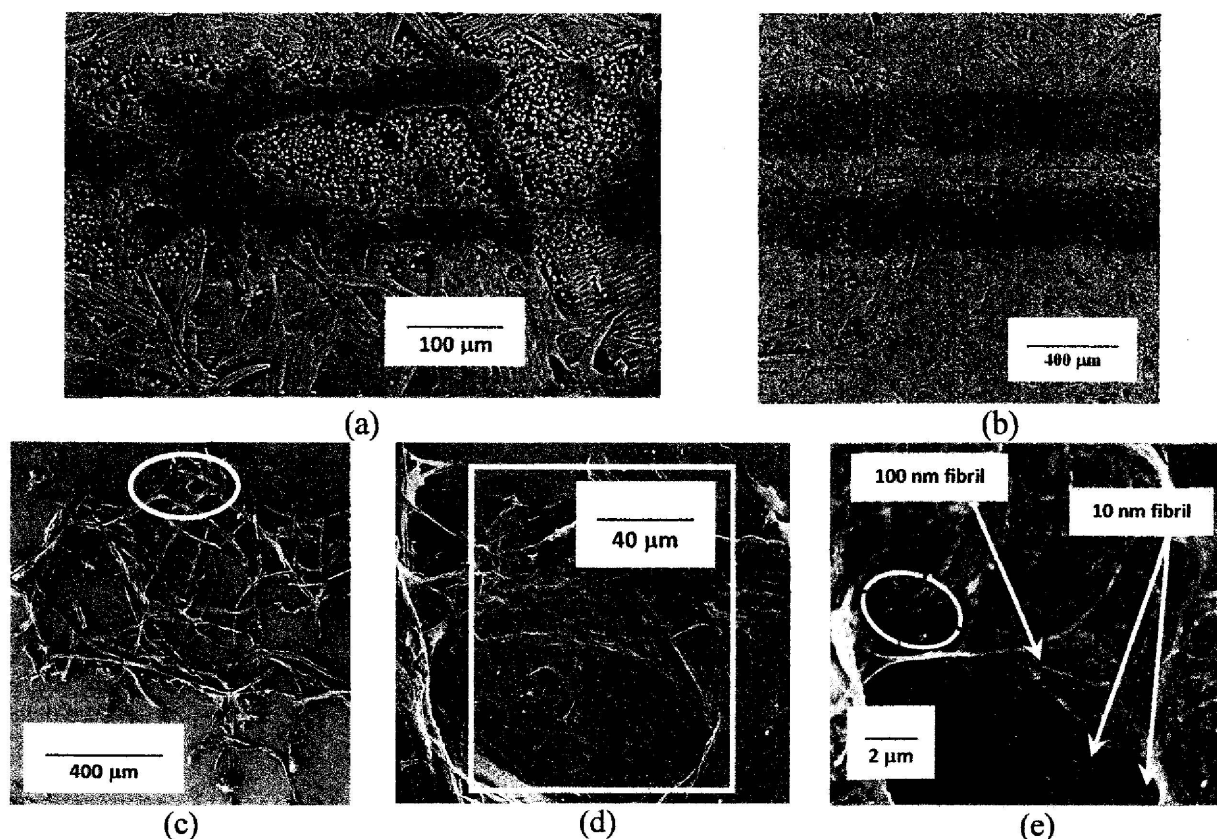 100 μm
400 μm
(a)
(b)
400 μm
40 μm
100 nm fibril
10 nm fibril
2 μm
(c)
(d)
(e)